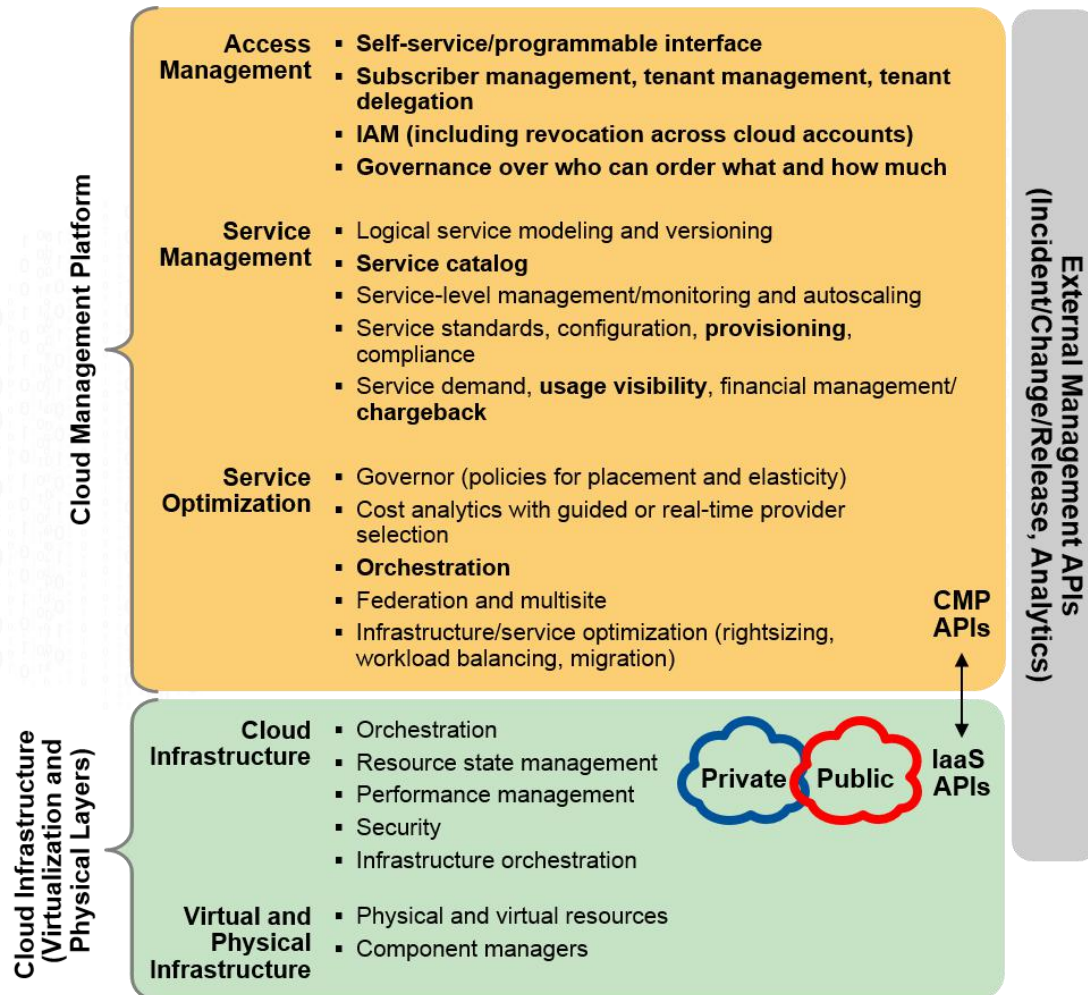 Cloud Management Platform
Access
Management
▪ Self-service/programmable interface
▪ Subscriber management, tenant management, tenant
delegation
▪ IAM (including revocation across cloud accounts)
▪ Governance over who can order what and how much
Service
Management
▪ Logical service modeling and versioning
▪ Service catalog
▪ Service-level management/monitoring and autoscaling
▪ Service standards, configuration, provisioning,
compliance
▪ Service demand, usage visibility, financial management/
chargeback
Service
Optimization
▪ Governor (policies for placement and elasticity)
▪ Cost analytics with guided or real-time provider
selection
▪ Orchestration
▪ Federation and multisite
▪ Infrastructure/service optimization (rightsizing,
workload balancing, migration)
CMP
APIs
Cloud Infrastructure
(Virtualization and
Physical Layers)
Cloud
Infrastructure
▪ Orchestration
▪ Resource state management
▪ Performance management
▪ Security
▪ Infrastructure orchestration
Private
Public
IaaS
APIs
Virtual and
Physical
Infrastructure
▪ Physical and virtual resources
▪ Component managers
External Management APIs
(Incident/Change/Release, Analytics)